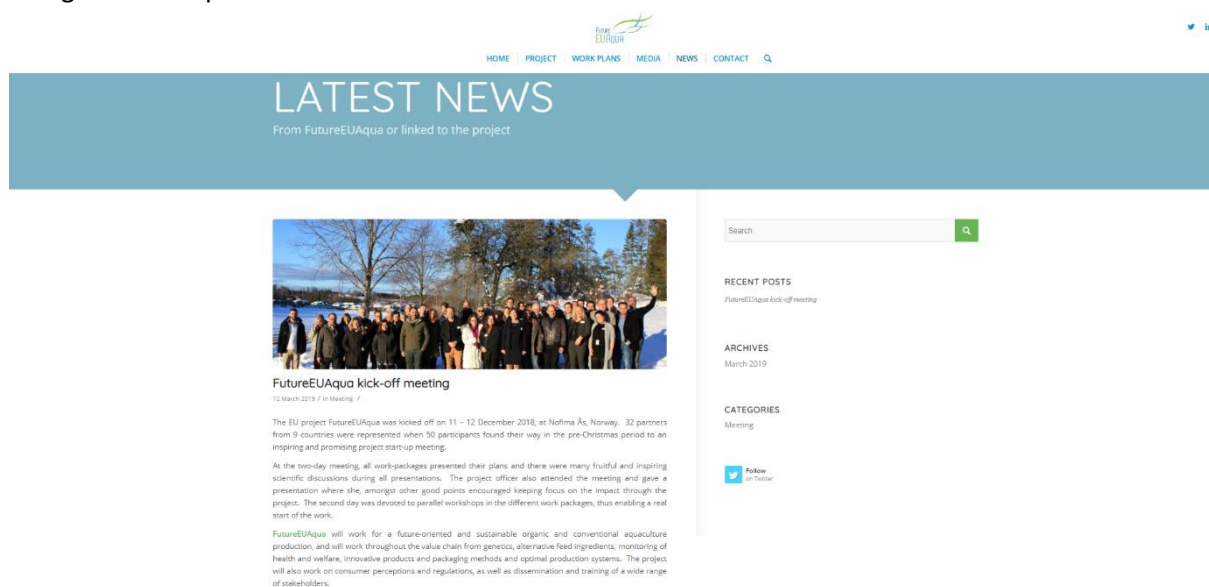 Future
EUAqua
HOME PROJECT WORK PLANS MEDIA NEWS CONTACT
LATEST NEWS
From FutureEUAqua or linked to the project
Search
FutureEUAqua kick-off meeting
12 March 2019 / in Meeting /
The EU project FutureEUAqua was kicked off on 11 – 12 December 2018, at Nofima Ås, Norway. 32 partners
from 9 countries were represented when 50 participants found their way in the pre-Christmas period to an
inspiring and promising project start-up meeting.
At the two-day meeting, all work-packages presented their plans and there were many fruitful and inspiring
scientific discussions during all presentations. The project officer also attended the meeting and gave a
presentation where she, amongst other good points encouraged keeping focus on the impact through the
project. The second day was devoted to parallel workshops in the different work packages, thus enabling a real
start of the work.
FutureEUAqua will work for a future-oriented and sustainable organic and conventional aquaculture
production, and will work throughout the value chain from genetics, alternative feed ingredients, monitoring of
health and welfare, innovative products and packaging methods and optimal production systems. The project
will also work on consumer perceptions and regulations, as well as dissemination and training of a wide range
of stakeholders.
RECENT POSTS
FutureEUAqua kick-off meeting
ARCHIVES
March 2019
CATEGORIES
Meeting
Follow
on Twitter